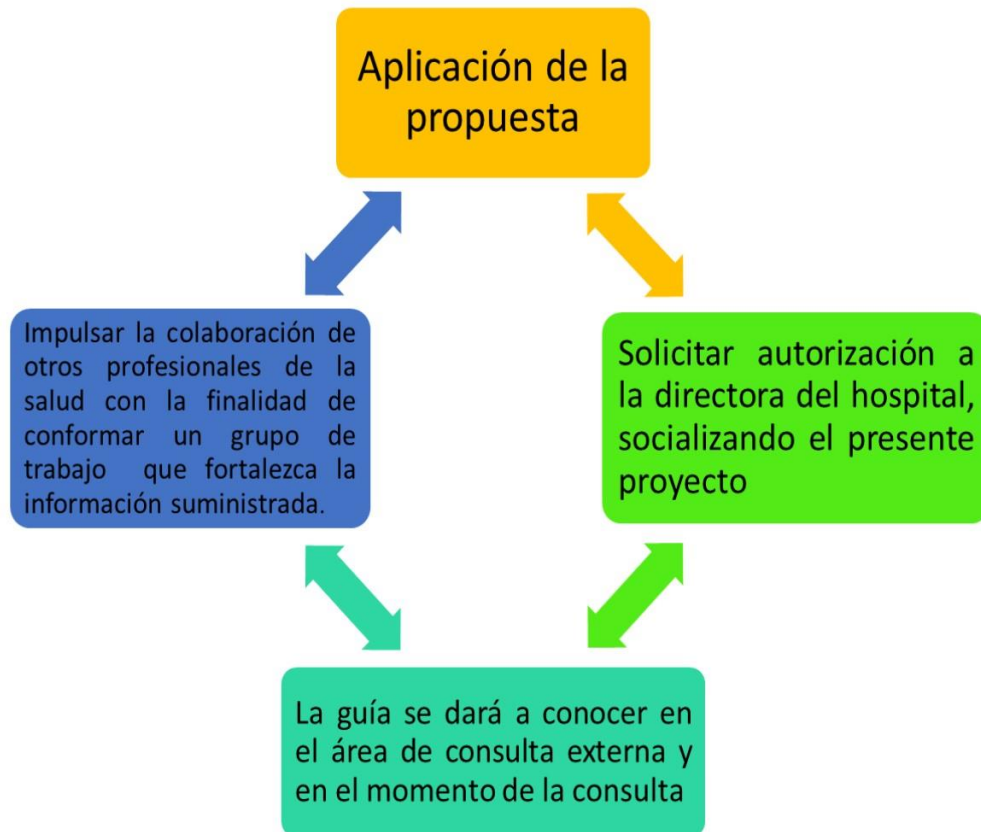 Aplicación de la
propuesta
Impulsar la colaboración de
otros profesionales de la
salud con la finalidad de
conformar un grupo de
trabajo que fortalezca la
información suministrada.
Solicitar autorización a
la directora del hospital,
socializando el presente
proyecto
La guía se dará a conocer en
el área de consulta externa y
en el momento de la consulta